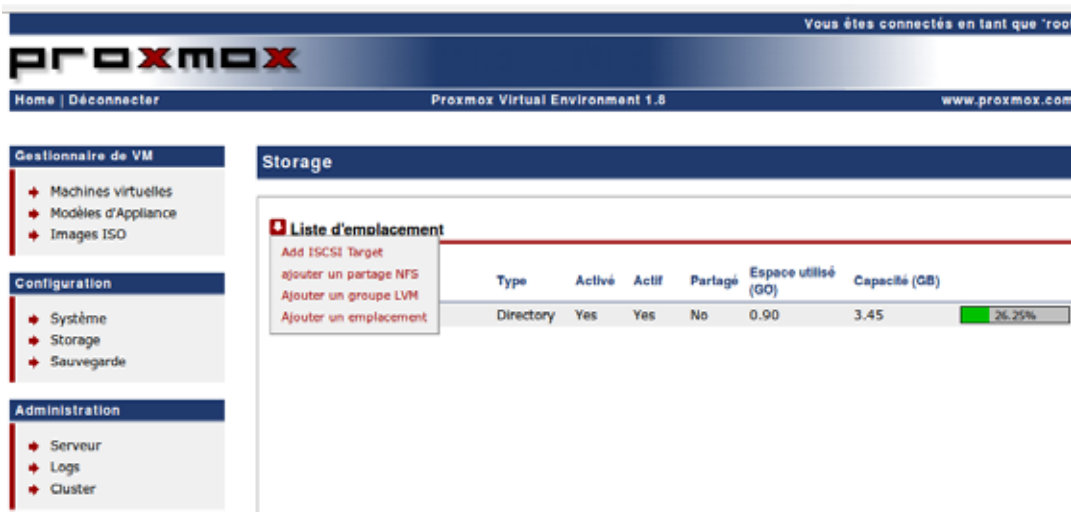 Vous êtes connectés en tant que 'root
proxmox
Home | Déconnecter
Proxmox Virtual Environment 1.8
www.proxmox.com
Gestionnaire de VM
Machines virtuelles
Modèles d'Appliance
Images ISO
Configuration
Système
Storage
Sauvegarde
Administration
Serveur
Logs
Cluster
Storage
Liste d'emplacement
Add ISCSI Target
ajouter un partage NFS
Ajouter un groupe LVM
Ajouter un emplacement
Type Activé Actif Partagé Espace utilisé (GO) Capacité (GB)
Directory Yes Yes No 0.90 3.45 26.25%